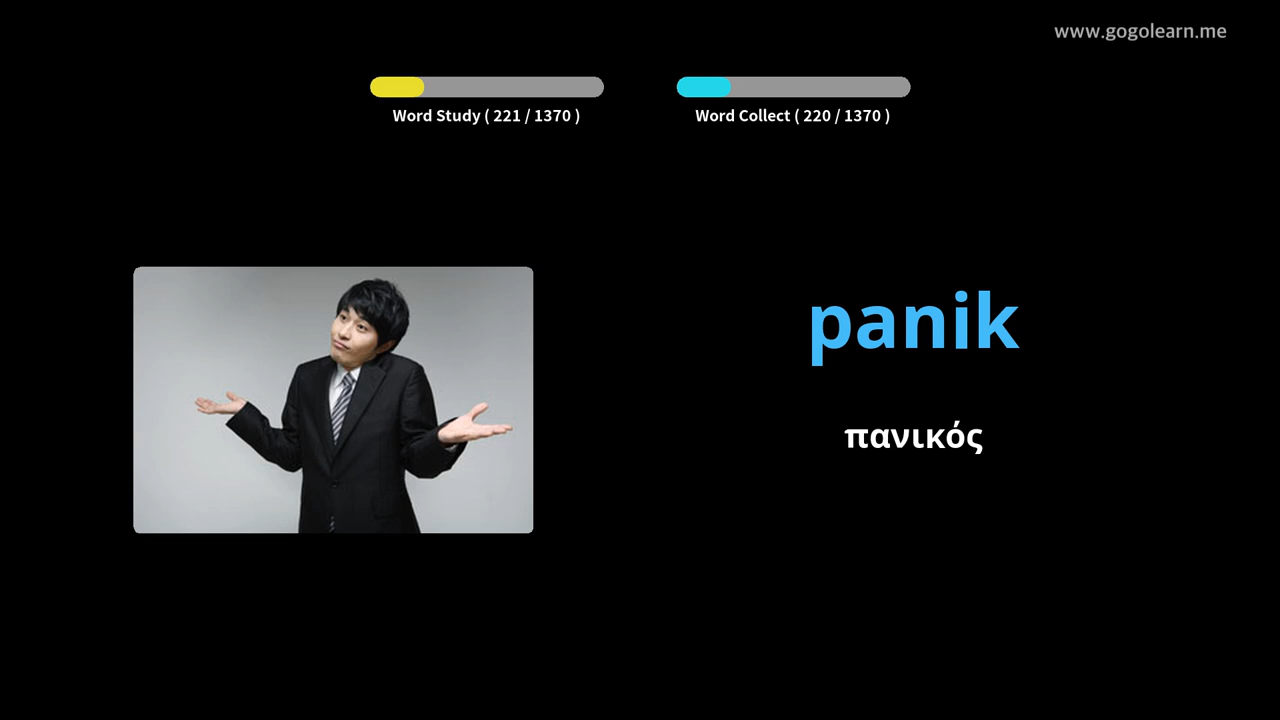 www.gogolearn.me
Word Study ( 221 / 1370 )
Word Collect ( 220 / 1370 )
panik
πανικός